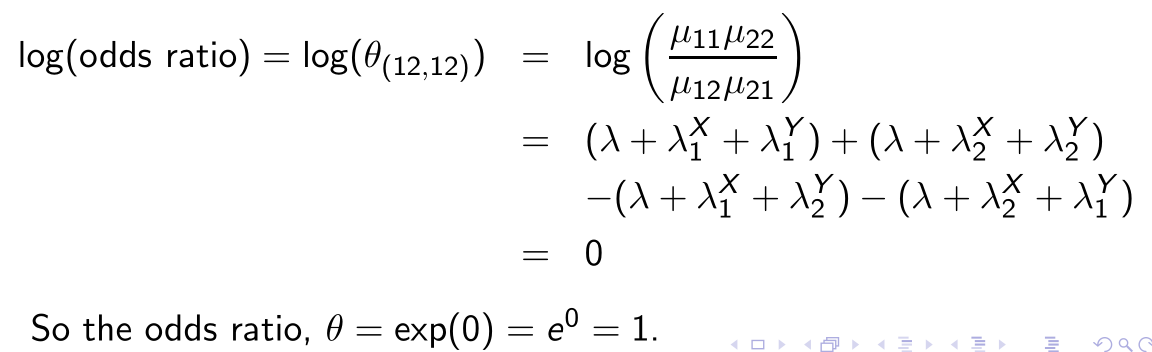 log(odds ratio) = log(θ₍₁₂,₁₂₎) = log(μ₁₁μ₂₂ / μ₁₂μ₂₁)
= (λ + λ₁ˣ + λ₁ʸ) + (λ + λ₂ˣ + λ₂ʸ)
−(λ + λ₁ˣ + λ₂ʸ) − (λ + λ₂ˣ + λ₁ʸ)
= 0
So the odds ratio, θ = exp(0) = e⁰ = 1.